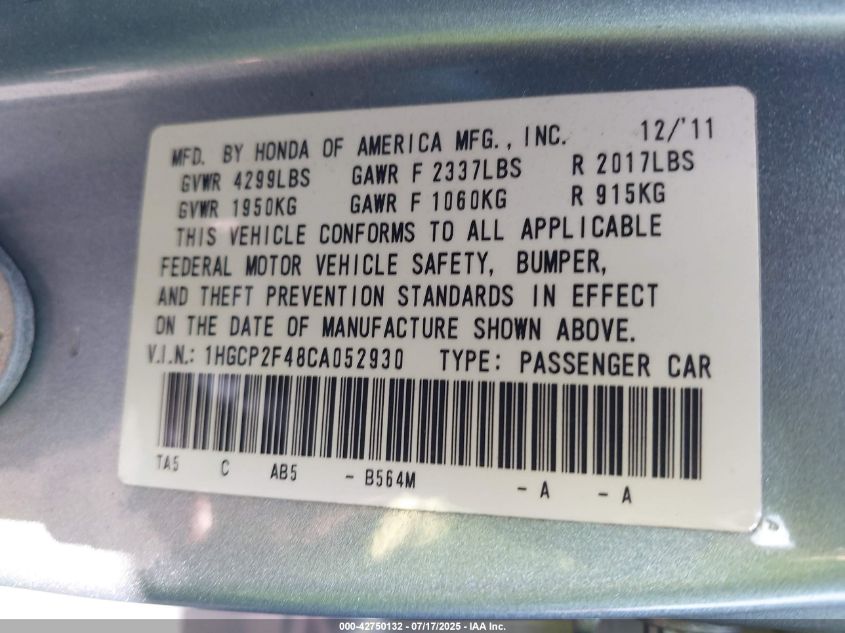 MFD. BY HONDA OF AMERICA MFG., INC. 12/'11
GVWR 4299LBS GAWR F 2337LBS R 2017LBS
GVWR 1950KG GAWR F 1060KG R 915KG
THIS VEHICLE CONFORMS TO ALL APPLICABLE
FEDERAL MOTOR VEHICLE SAFETY, BUMPER,
AND THEFT PREVENTION STANDARDS IN EFFECT
ON THE DATE OF MANUFACTURE SHOWN ABOVE.
V.I.N.: 1HGCP2F48CA052930 TYPE: PASSENGER CAR
TA5 C AB5 - B564M - A - A
000-42750132 - 07/17/2025 - IAA Inc.